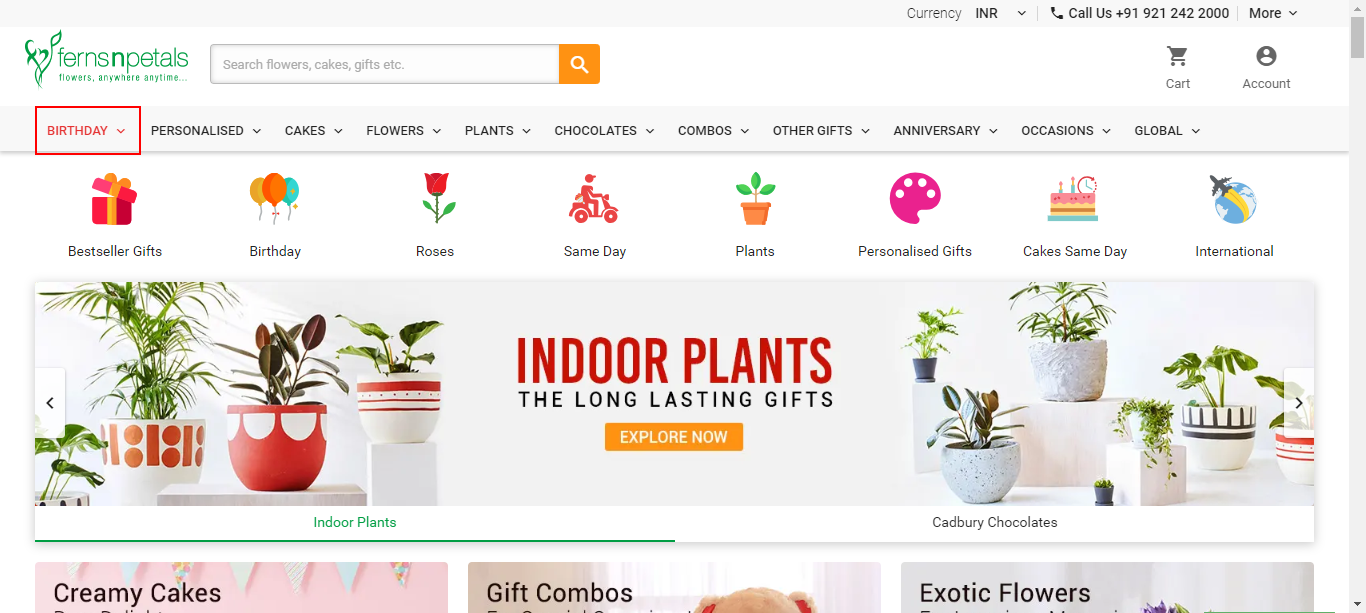 Currency INR Call Us +91 921 242 2000 More
fernsnpetals
flowers, anywhere anytime...
Search flowers, cakes, gifts etc.
Cart Account
BIRTHDAY PERSONALISED CAKES FLOWERS PLANTS CHOCOLATES COMBOS OTHER GIFTS ANNIVERSARY OCCASIONS GLOBAL
Bestseller Gifts Birthday Roses Same Day Plants Personalised Gifts Cakes Same Day International
INDOOR PLANTS
THE LONG LASTING GIFTS
EXPLORE NOW
Indoor Plants Cadbury Chocolates
Creamy Cakes Gift Combos Exotic Flowers